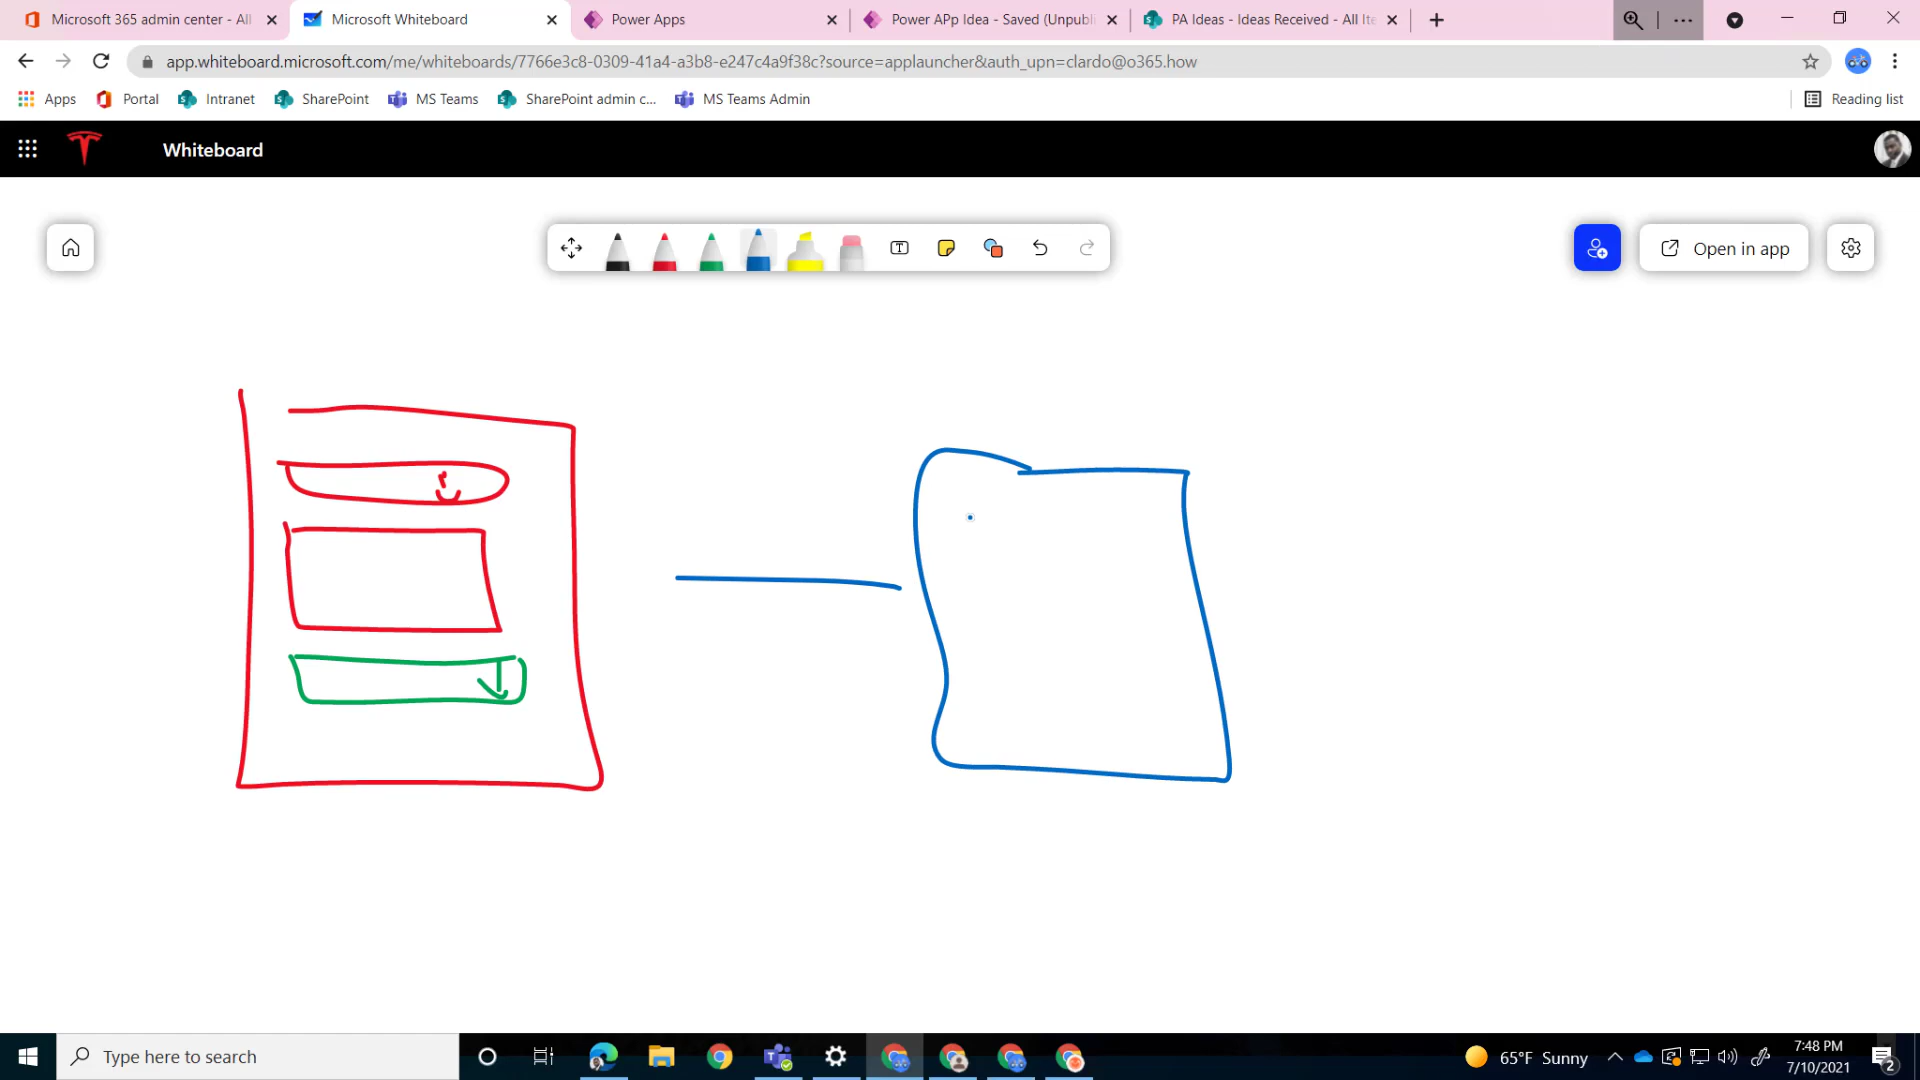 Microsoft 365 admin center - All
Microsoft Whiteboard
Power Apps
Power APp Idea - Saved (Unpubli
PA Ideas - Ideas Received - All Ite
app.whiteboard.microsoft.com/me/whiteboards/7766e3c8-0309-41a4-a3b8-e247c4a9f38c?source=applauncher&auth_upn=clardo@o365.how
Apps
Portal
Intranet
SharePoint
MS Teams
SharePoint admin c...
MS Teams Admin
Reading list
Whiteboard
Open in app
Type here to search
65°F Sunny
7:48 PM
7/10/2021
2